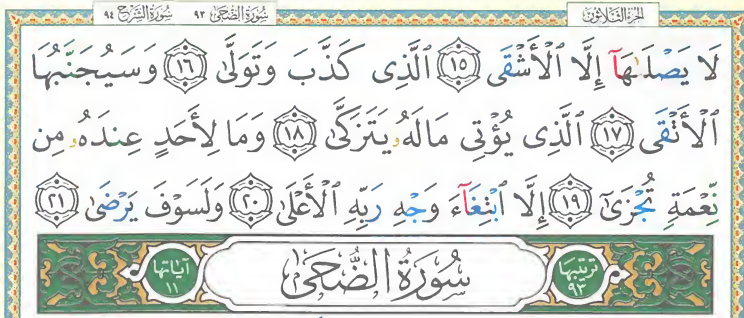 الجزء الثلاثون سورة الضحى ٩٣ سورة الشرح ٩٤
لَا يَصْلَىٰهَآ إِلَّا ٱلْأَشْقَى ١٥ ٱلَّذِى كَذَّبَ وَتَوَلَّىٰ ١٦ وَسَيُجَنَّبُهَا
ٱلْأَتْقَى ١٧ ٱلَّذِى يُؤْتِى مَالَهُۥ يَتَزَكَّىٰ ١٨ وَمَا لِأَحَدٍ عِندَهُۥ مِن
نِّعْمَةٍ تُجْزَىٰٓ ١٩ إِلَّا ٱبْتِغَآءَ وَجْهِ رَبِّهِ ٱلْأَعْلَىٰ ٢٠ وَلَسَوْفَ يَرْضَىٰ ٢١
ترتيبها ٩٣ سُورَةُ الضُّحَىٰ آياتها ١١